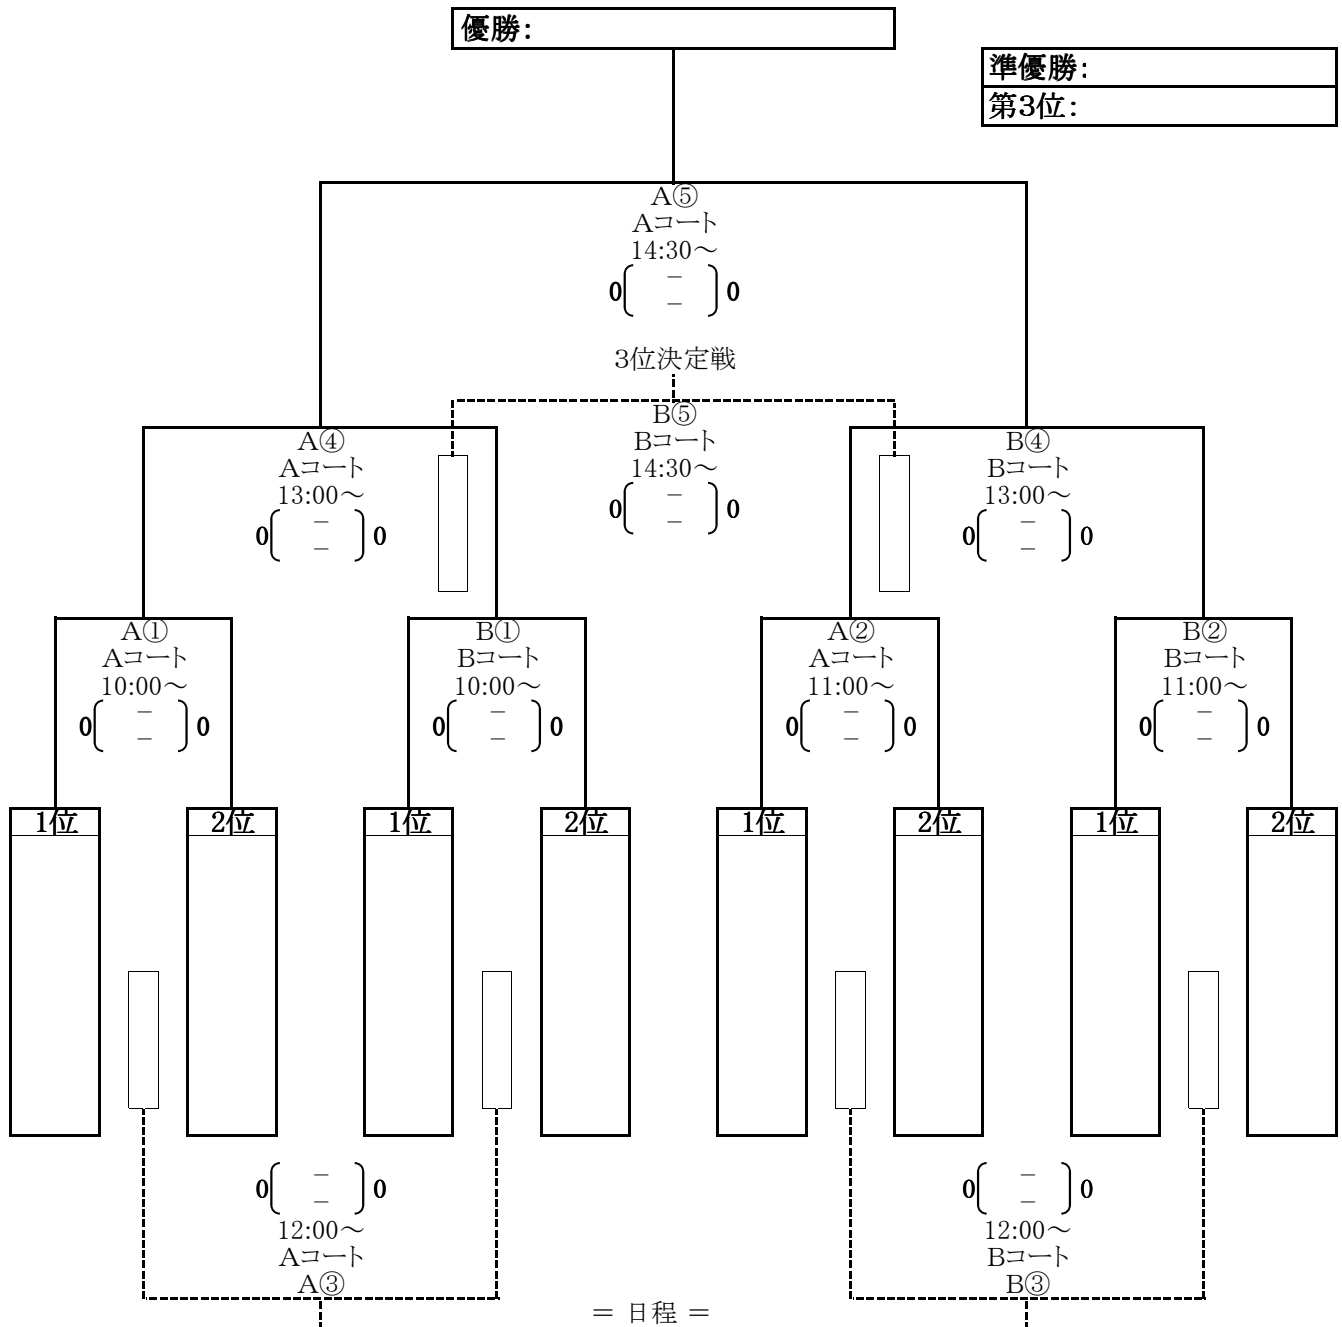 優勝:
準優勝:
第3位:
A⑤
Aコート
14:30～
－
0 0
－
3位決定戦
B⑤
Bコート
14:30～
－
0 0
－
A④
Aコート
13:00～
－
0 0
－
B④
Bコート
13:00～
－
0 0
－
A①
Aコート
10:00～
－
0 0
－
B①
Bコート
10:00～
－
0 0
－
A②
Aコート
11:00～
－
0 0
－
B②
Bコート
11:00～
－
0 0
－
1位 2位 1位 2位 1位 2位 1位 2位
－
0 0
－
12:00～
Aコート
A③
－
0 0
－
12:00～
Bコート
B③
＝ 日程 ＝